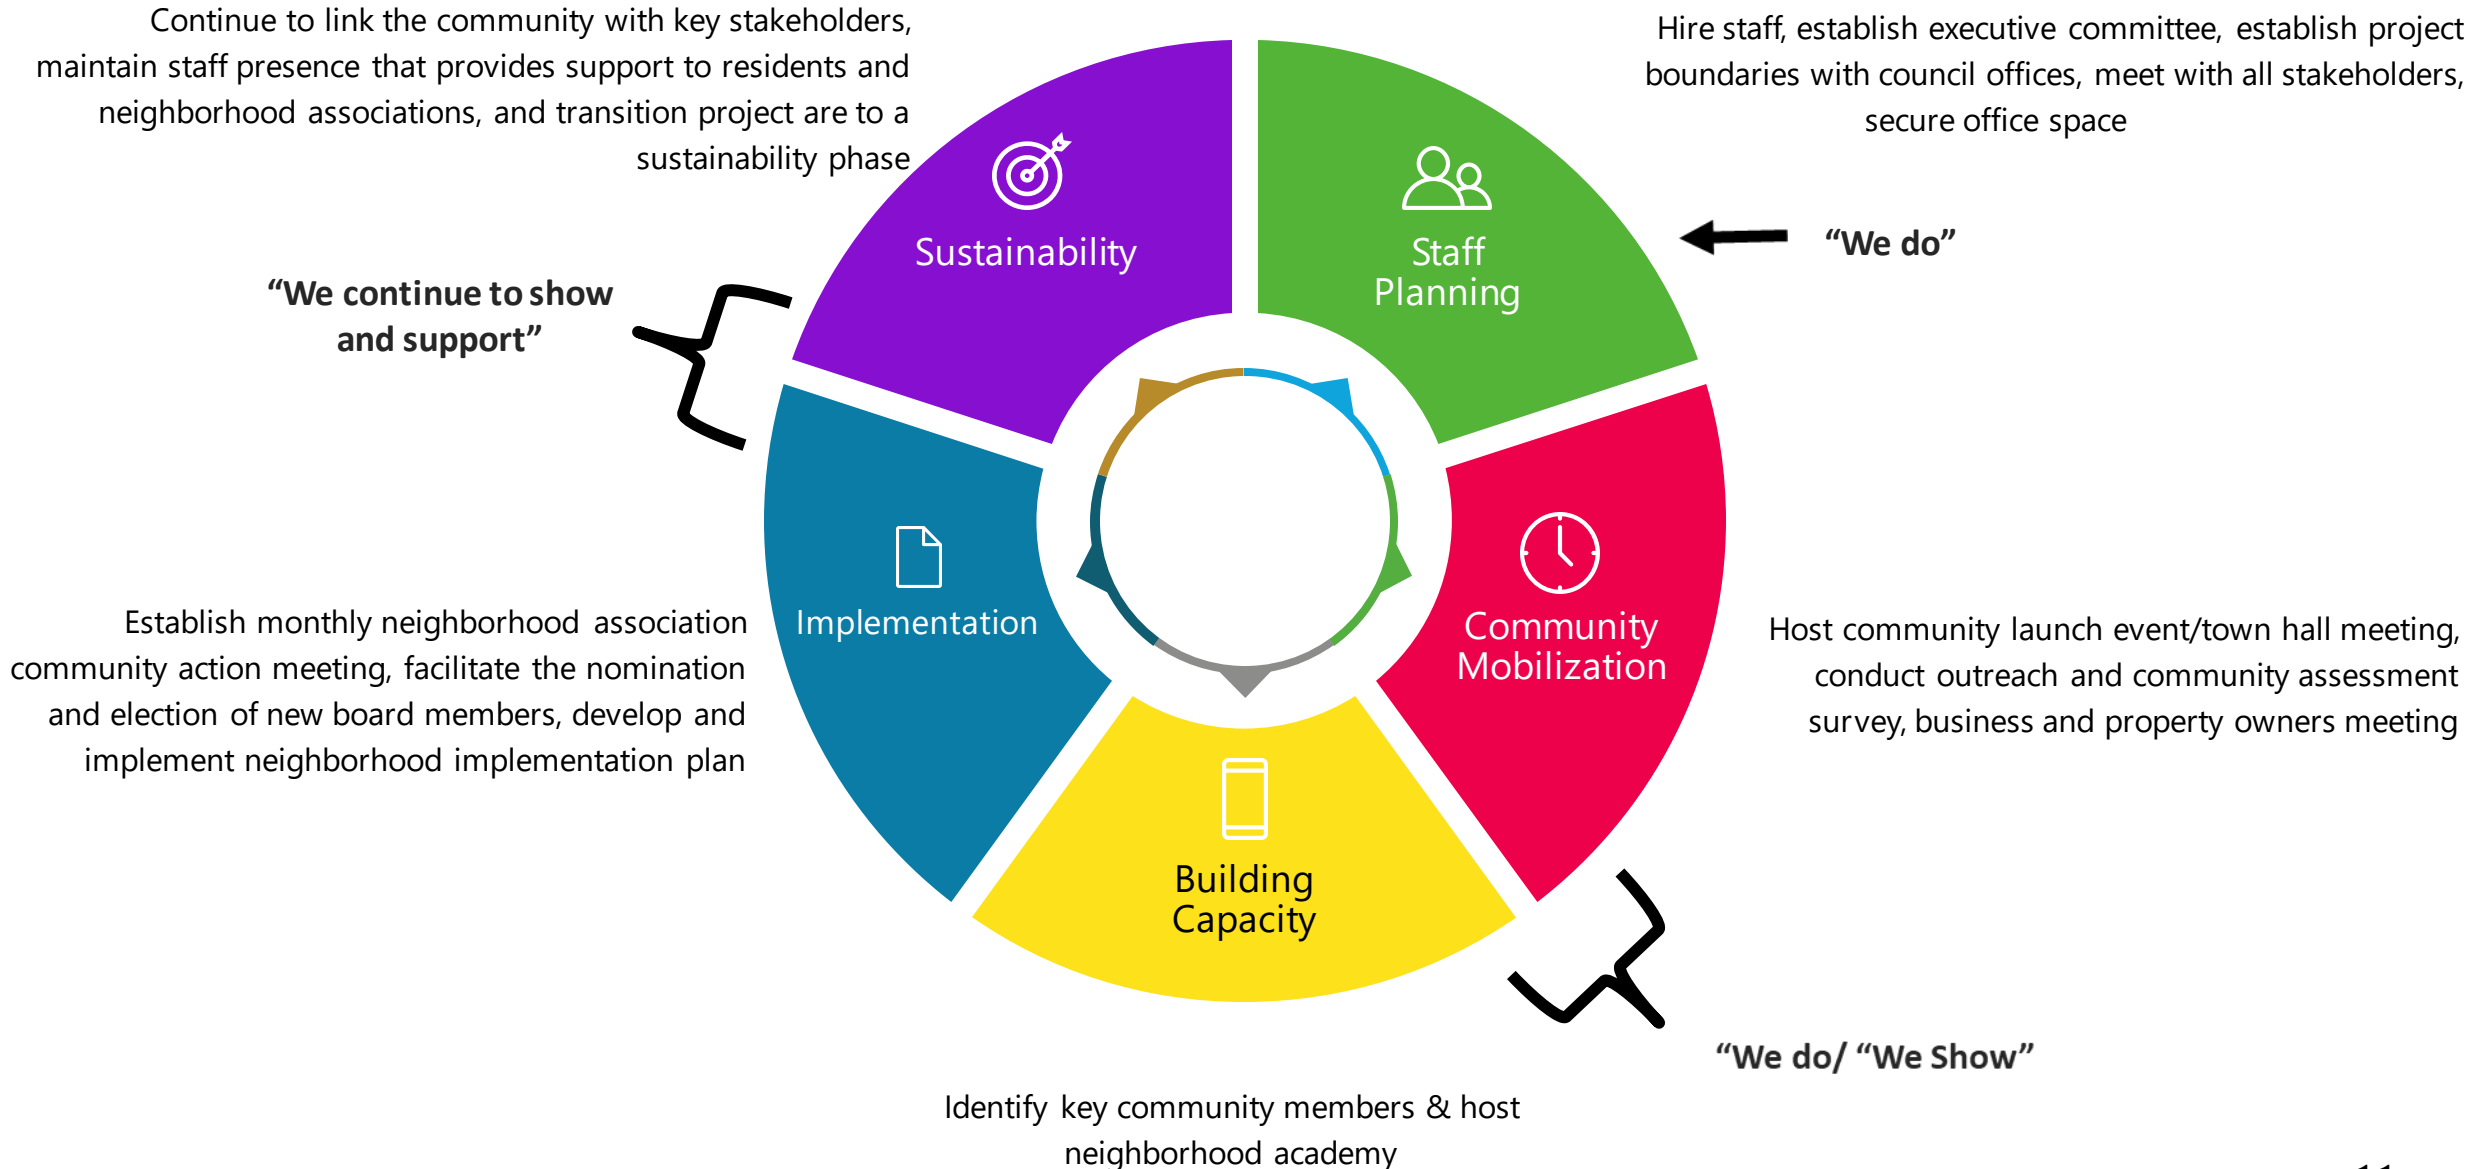 Continue to link the community with key stakeholders,
maintain staff presence that provides support to residents and
neighborhood associations, and transition project are to a
sustainability phase
Hire staff, establish executive committee, establish project
boundaries with council offices, meet with all stakeholders,
secure office space
Sustainability
Staff
Planning
“We do”
“We continue to show
and support”
Implementation
Community
Mobilization
Establish monthly neighborhood association
community action meeting, facilitate the nomination
and election of new board members, develop and
implement neighborhood implementation plan
Host community launch event/town hall meeting,
conduct outreach and community assessment
survey, business and property owners meeting
Building
Capacity
“We do/ “We Show”
Identify key community members & host
neighborhood academy